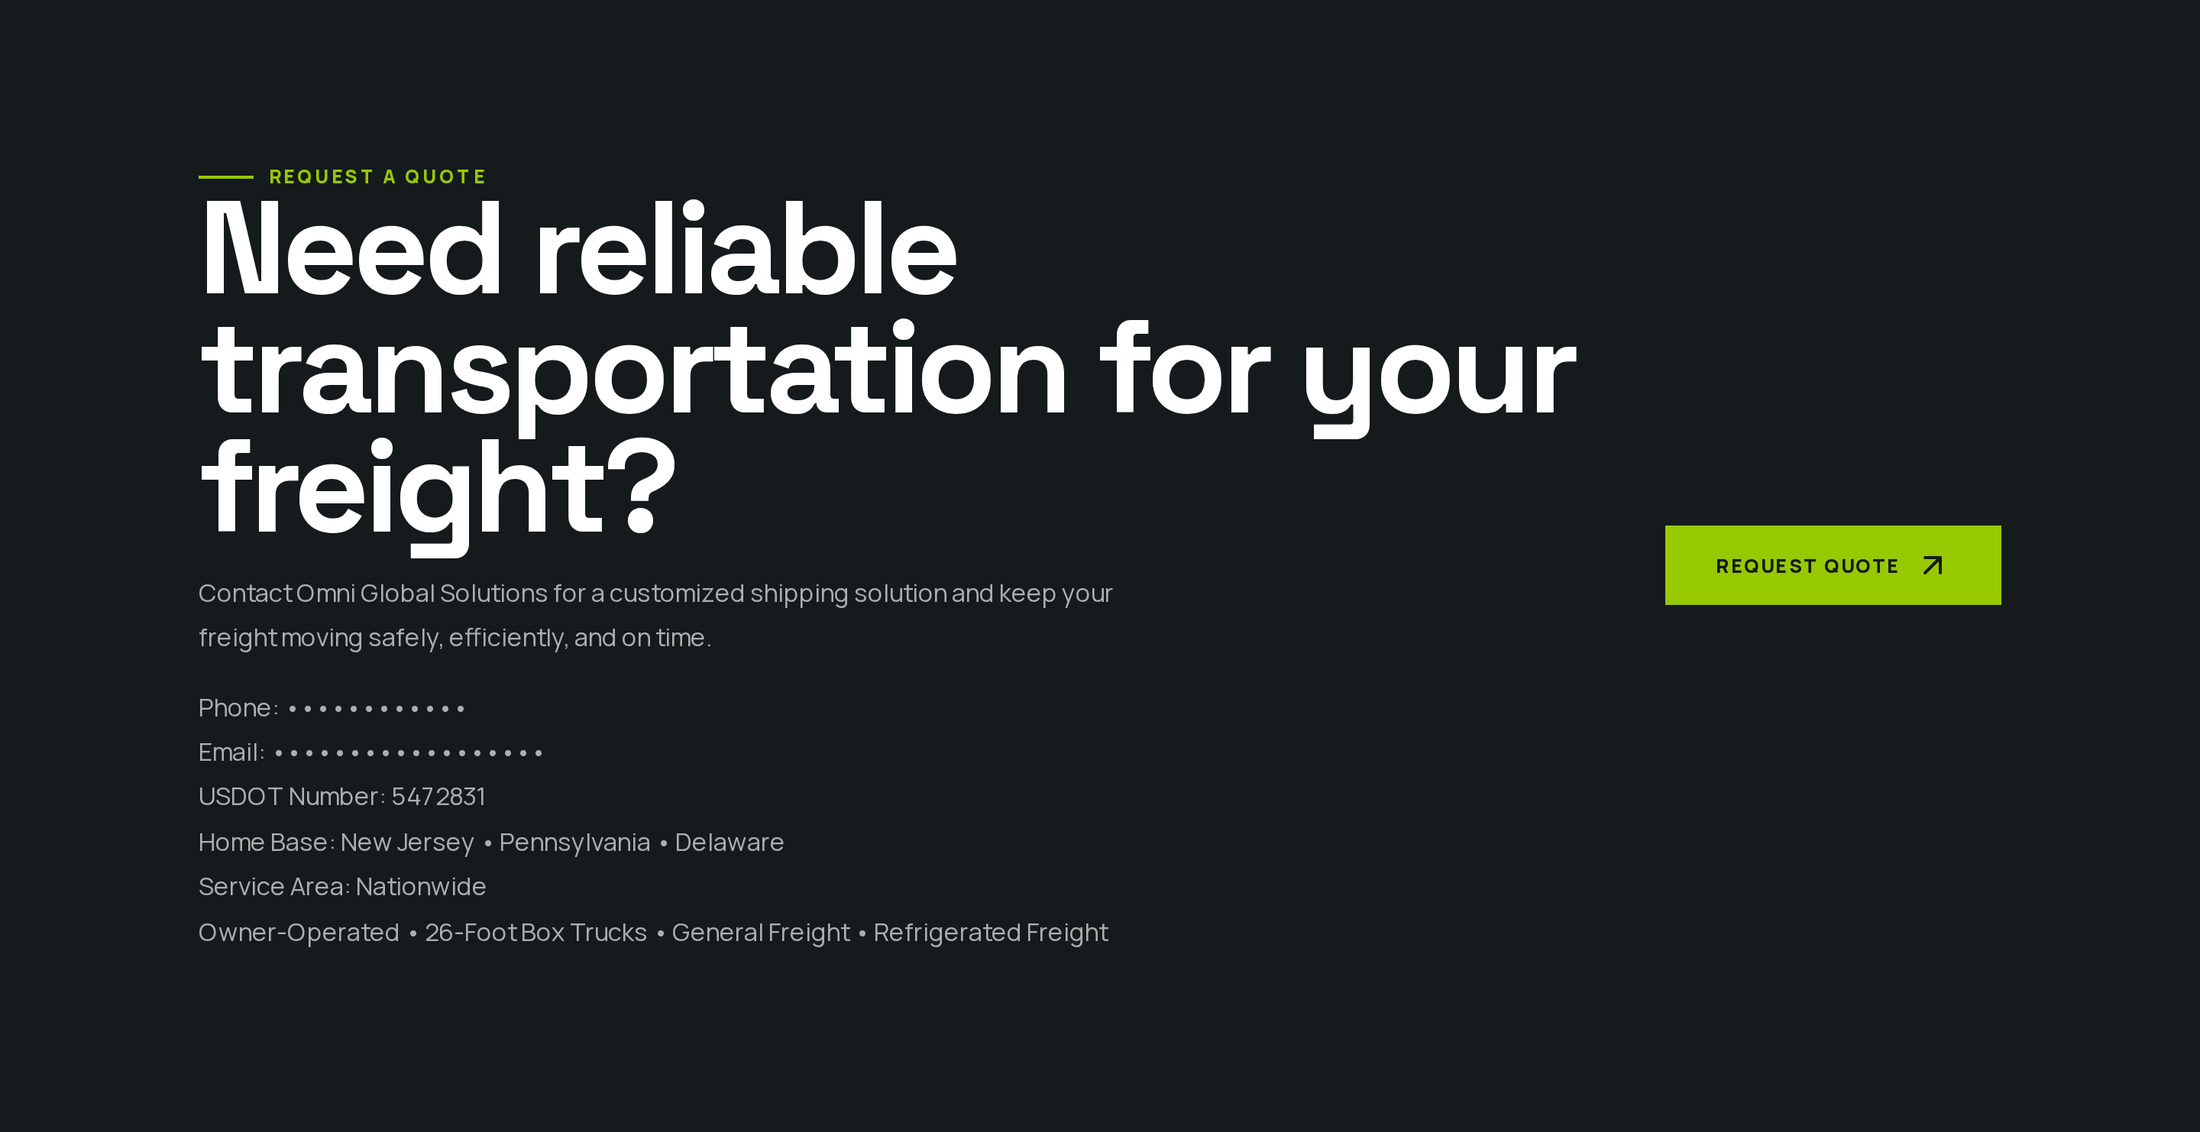 REQUEST A QUOTE
Need reliable
transportation for your
freight?
REQUEST QUOTE
Contact Omni Global Solutions for a customized shipping solution and keep your
freight moving safely, efficiently, and on time.
Phone: ••••••••••••
Email: ••••••••••••••••••
USDOT Number: 5472831
Home Base: New Jersey • Pennsylvania • Delaware
Service Area: Nationwide
Owner-Operated • 26-Foot Box Trucks • General Freight • Refrigerated Freight